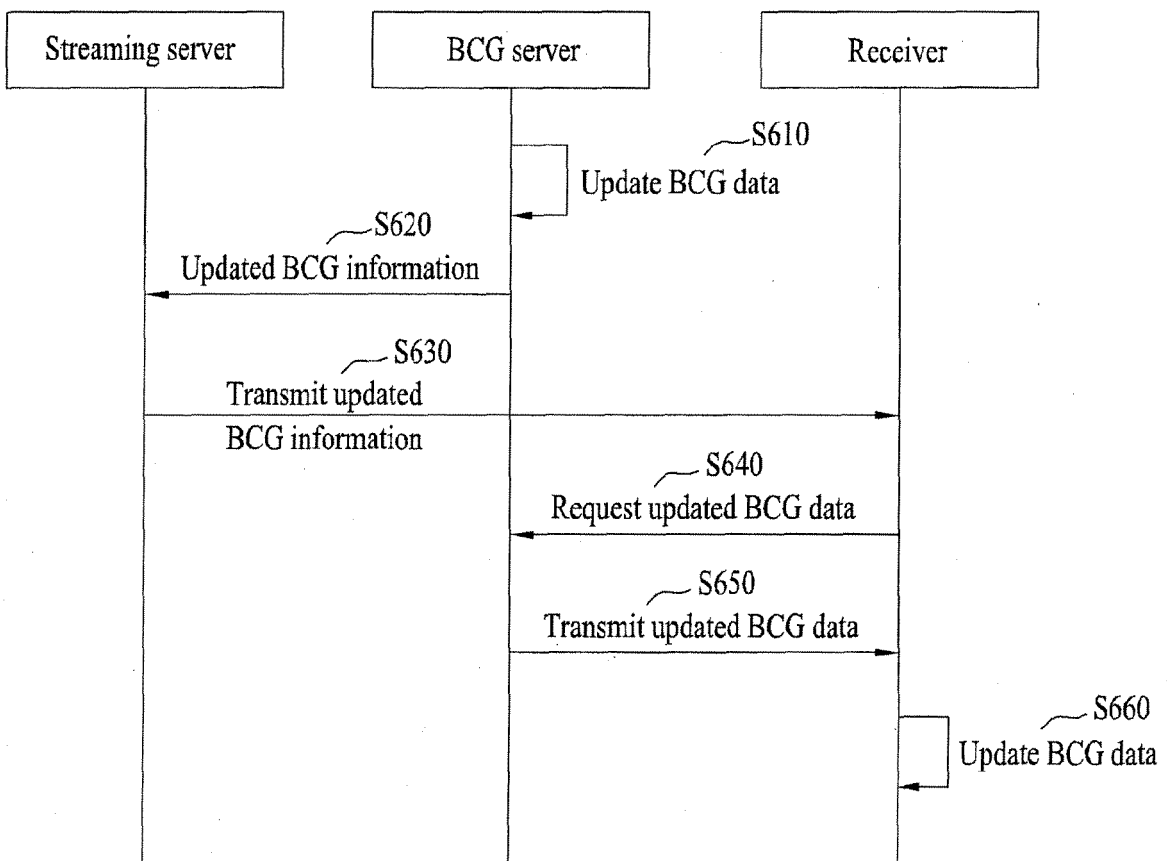 Streaming server
BCG server
Receiver
S610
Update BCG data
S620
Updated BCG information
S630
Transmit updated
BCG information
S640
Request updated BCG data
S650
Transmit updated BCG data
S660
Update BCG data